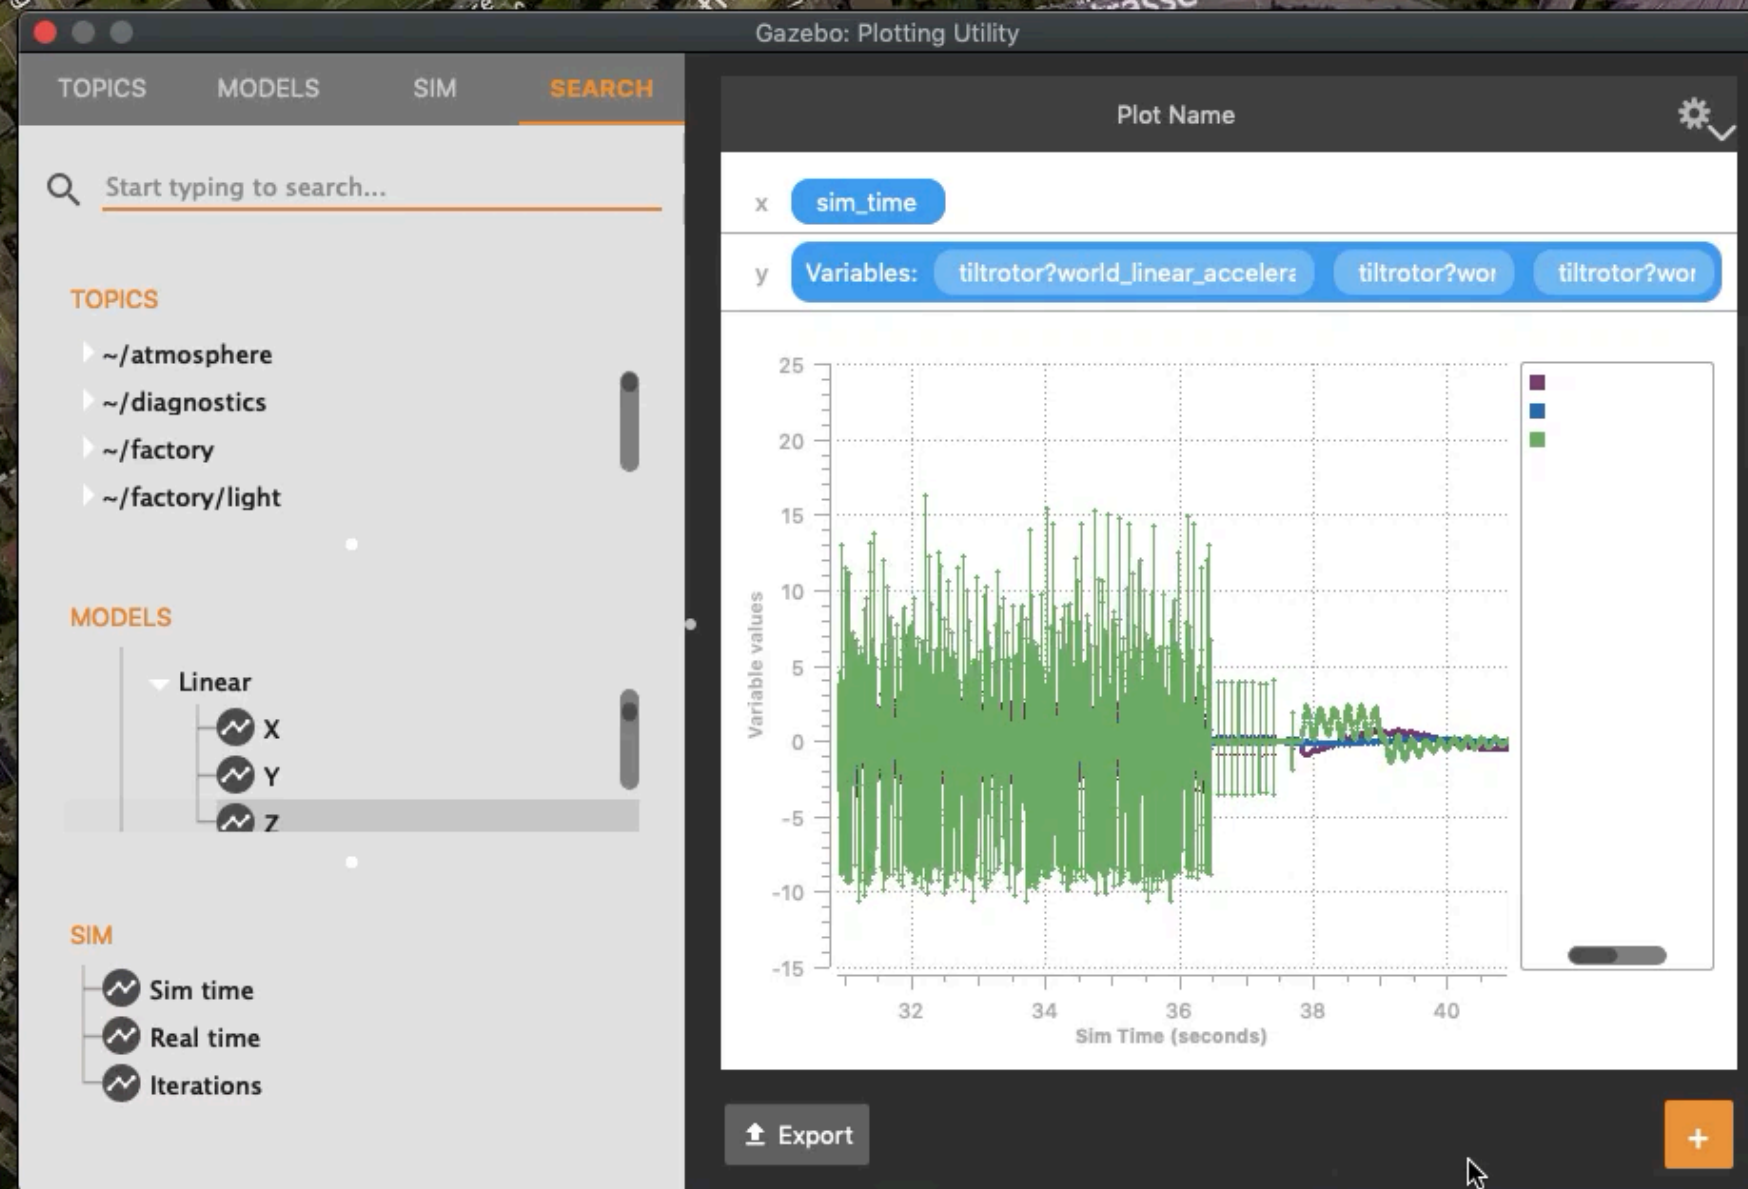 Gazebo: Plotting Utility
TOPICS MODELS SIM SEARCH
Start typing to search...
TOPICS
~/atmosphere
~/diagnostics
~/factory
~/factory/light
MODELS
Linear
X
Y
Z
SIM
Sim time
Real time
Iterations
Plot Name
x sim_time
y Variables: tiltrotor?world_linear_accelera tiltrotor?wor tiltrotor?wor
25
20
15
10
5
0
-5
-10
-15
Variable values
32 34 36 38 40
Sim Time (seconds)
Export
+